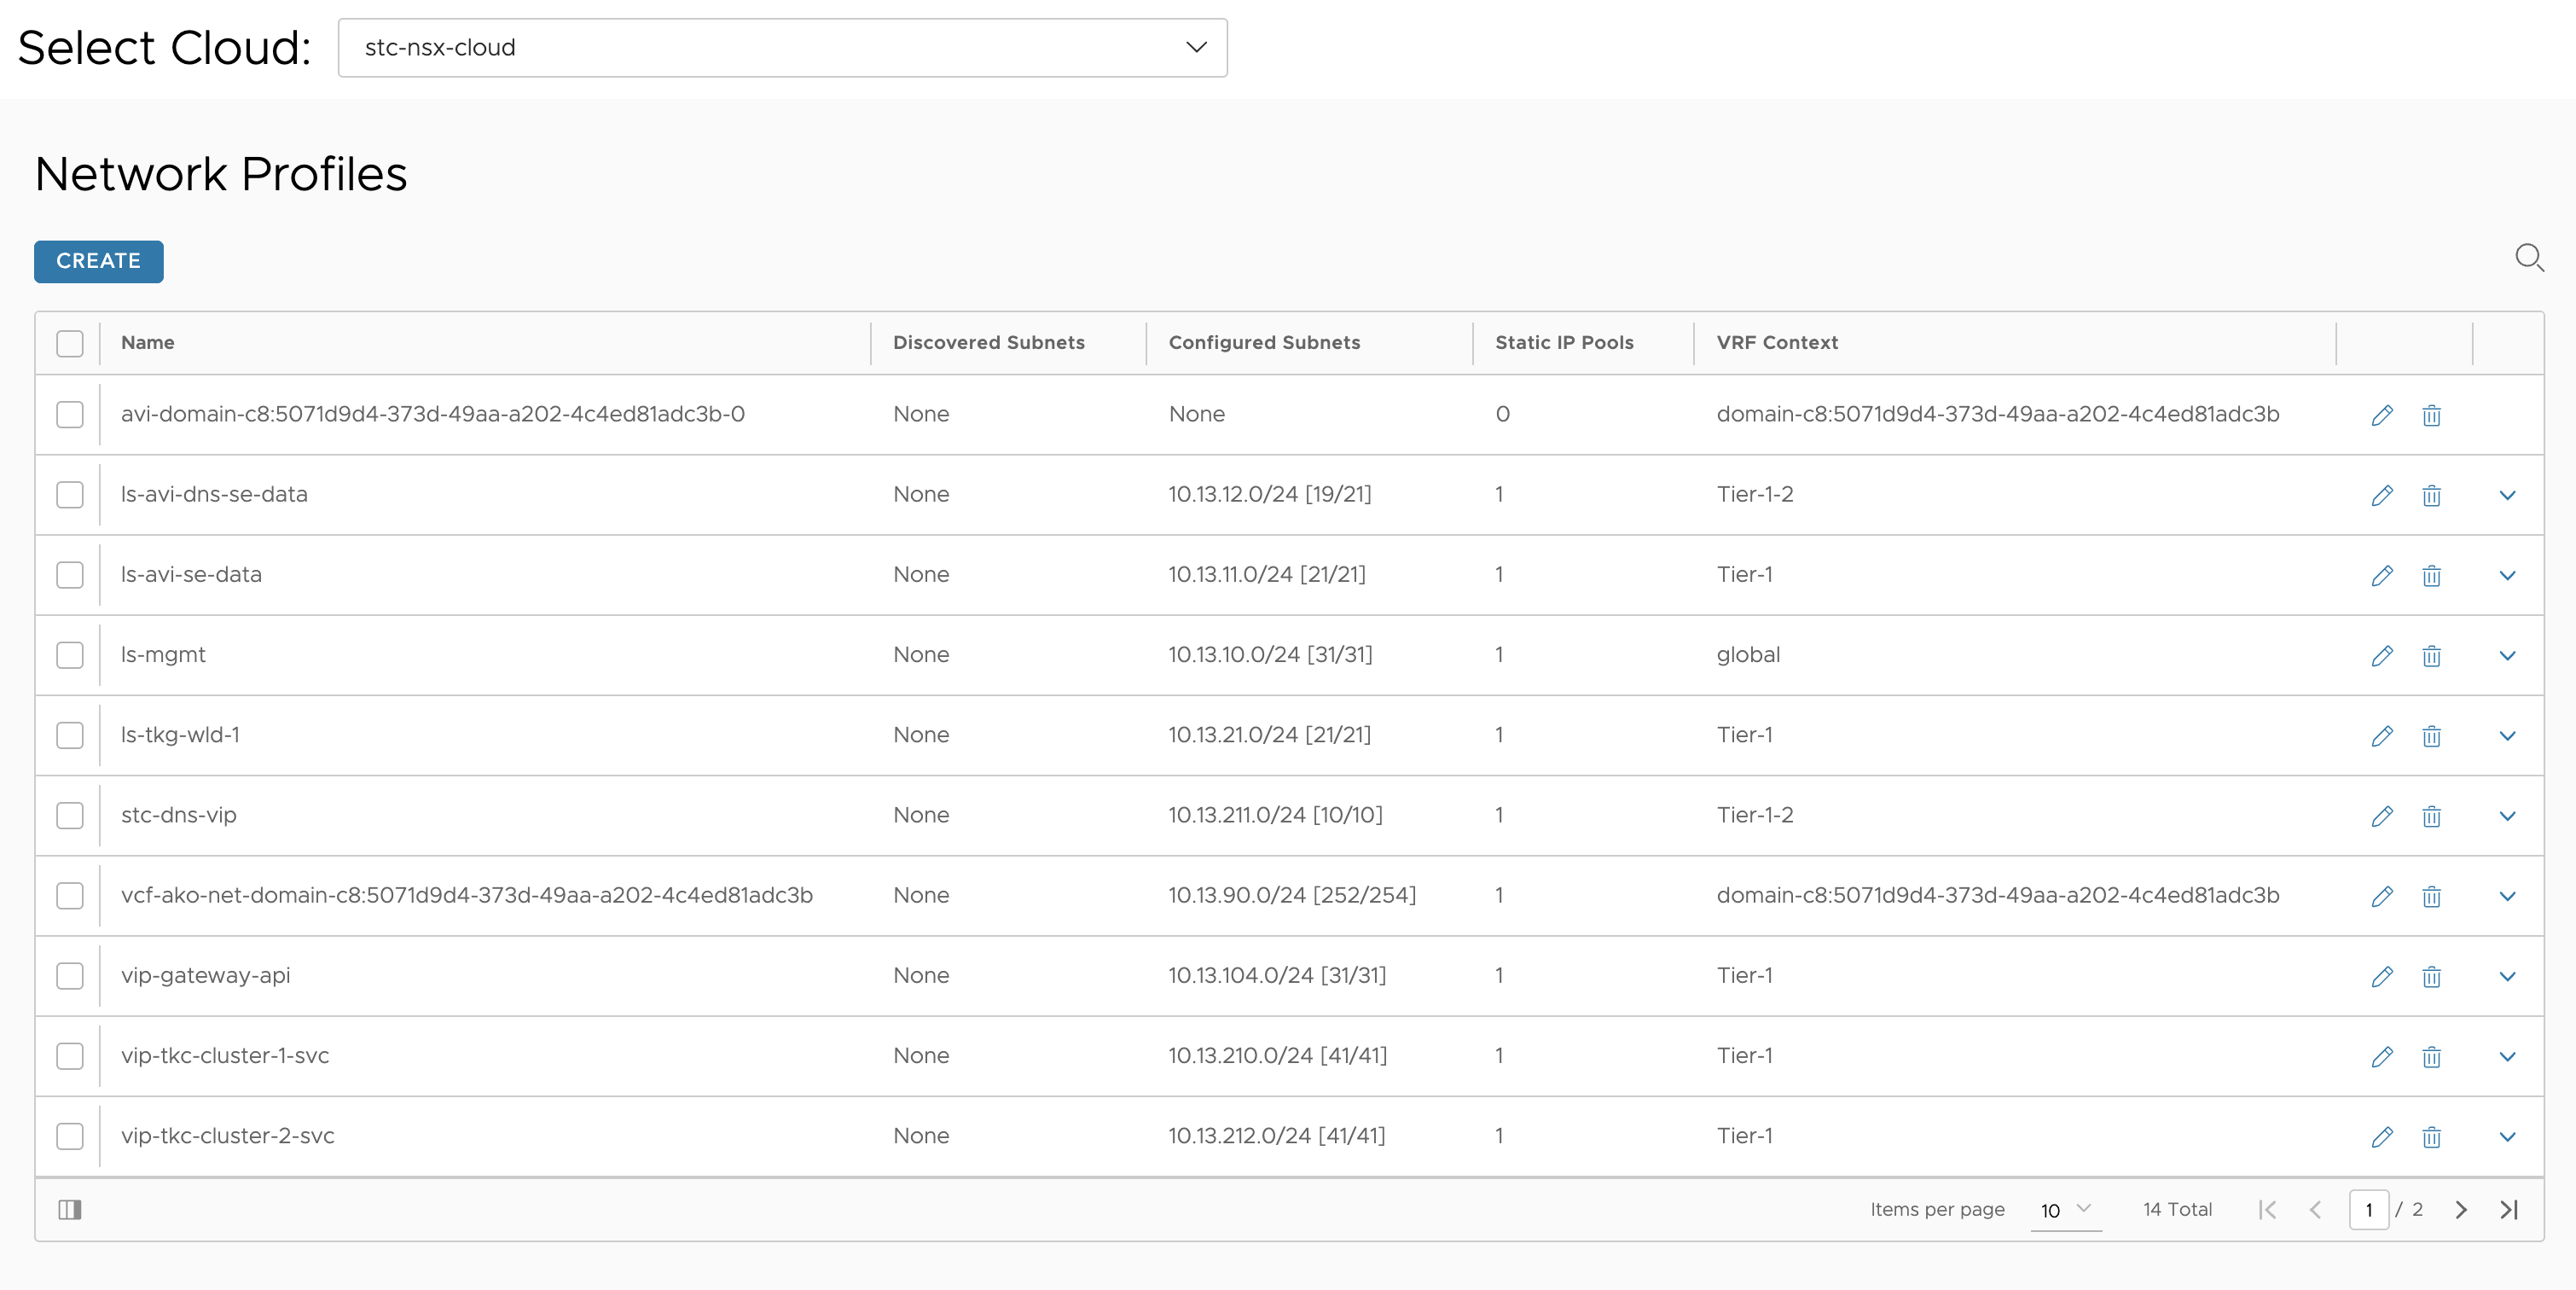 Select Cloud: stc-nsx-cloud
Network Profiles
CREATE
Name Discovered Subnets Configured Subnets Static IP Pools VRF Context
avi-domain-c8:5071d9d4-373d-49aa-a202-4c4ed81adc3b-0 None None 0 domain-c8:5071d9d4-373d-49aa-a202-4c4ed81adc3b
ls-avi-dns-se-data None 10.13.12.0/24 [19/21] 1 Tier-1-2
ls-avi-se-data None 10.13.11.0/24 [21/21] 1 Tier-1
ls-mgmt None 10.13.10.0/24 [31/31] 1 global
ls-tkg-wld-1 None 10.13.21.0/24 [21/21] 1 Tier-1
stc-dns-vip None 10.13.211.0/24 [10/10] 1 Tier-1-2
vcf-ako-net-domain-c8:5071d9d4-373d-49aa-a202-4c4ed81adc3b None 10.13.90.0/24 [252/254] 1 domain-c8:5071d9d4-373d-49aa-a202-4c4ed81adc3b
vip-gateway-api None 10.13.104.0/24 [31/31] 1 Tier-1
vip-tkc-cluster-1-svc None 10.13.210.0/24 [41/41] 1 Tier-1
vip-tkc-cluster-2-svc None 10.13.212.0/24 [41/41] 1 Tier-1
Items per page 10 14 Total 1 / 2